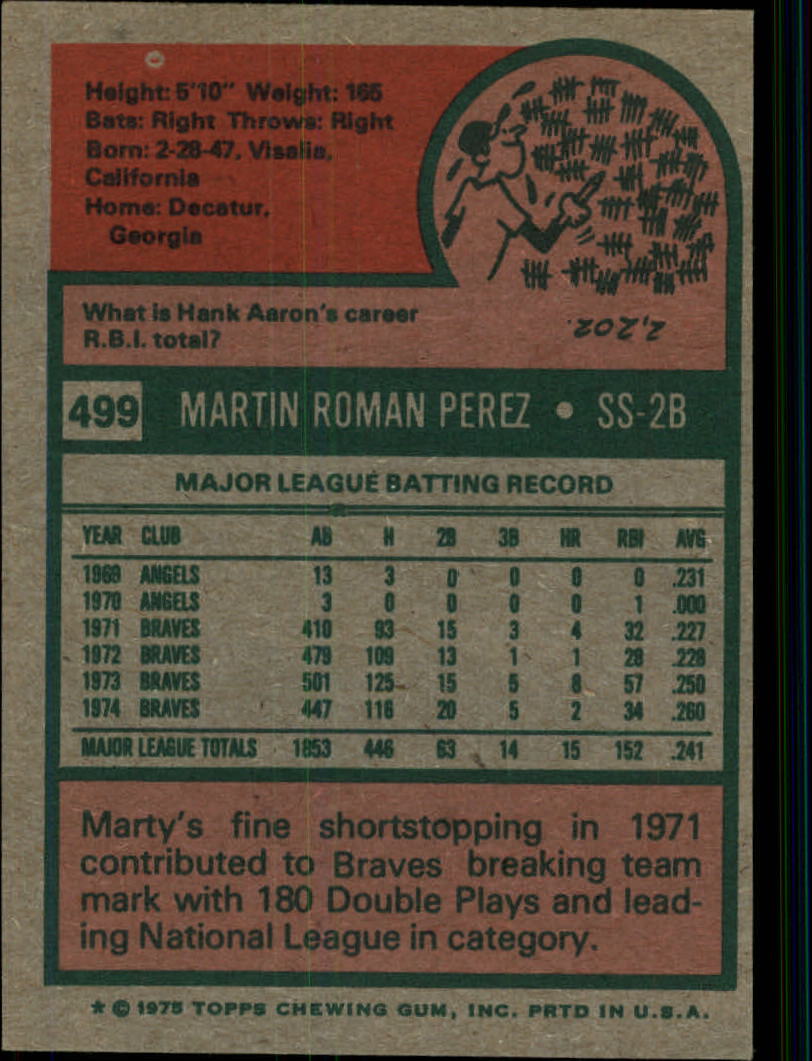 Height: 5'10" Weight: 165
Bats: Right Throws: Right
Born: 2-28-47, Visalia,
California
Home: Decatur,
Georgia
What is Hank Aaron's career
R.B.I. total?
2,202.
499 MARTIN ROMAN PEREZ • SS-2B
MAJOR LEAGUE BATTING RECORD
YEAR CLUB AB H 2B 3B HR RBI AVG
1969 ANGELS 13 3 0 0 0 0 .231
1970 ANGELS 3 0 0 0 0 1 .000
1971 BRAVES 410 93 15 3 4 32 .227
1972 BRAVES 479 109 13 1 1 28 .228
1973 BRAVES 501 125 15 5 8 57 .250
1974 BRAVES 447 116 20 5 2 34 .260
MAJOR LEAGUE TOTALS 1853 446 63 14 15 152 .241
Marty's fine shortstopping in 1971
contributed to Braves breaking team
mark with 180 Double Plays and lead-
ing National League in category.
* © 1975 TOPPS CHEWING GUM, INC. PRTD IN U.S.A.